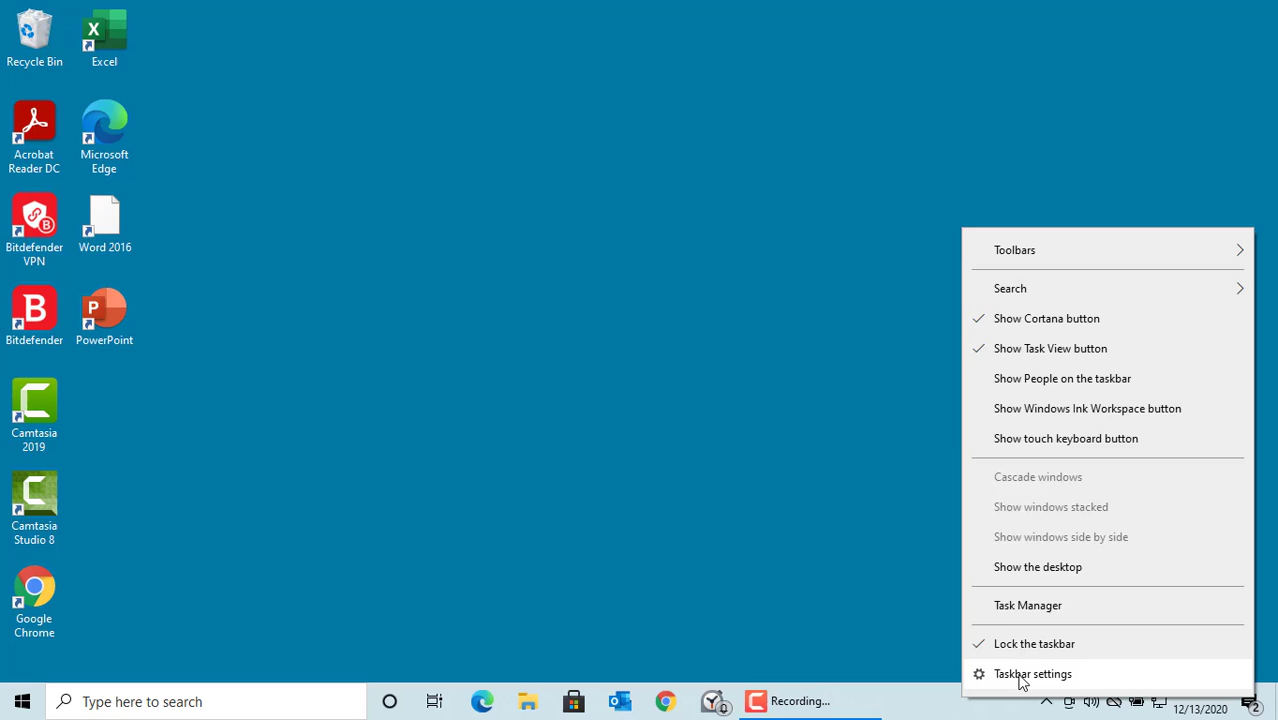 Recycle Bin
Excel
Acrobat
Reader DC
Microsoft
Edge
Bitdefender
VPN
Word 2016
Bitdefender
PowerPoint
Camtasia
2019
Camtasia
Studio 8
Google
Chrome
Toolbars
Search
Show Cortana button
Show Task View button
Show People on the taskbar
Show Windows Ink Workspace button
Show touch keyboard button
Cascade windows
Show windows stacked
Show windows side by side
Show the desktop
Task Manager
Lock the taskbar
Taskbar settings
Type here to search
Recording...
12/13/2020
2